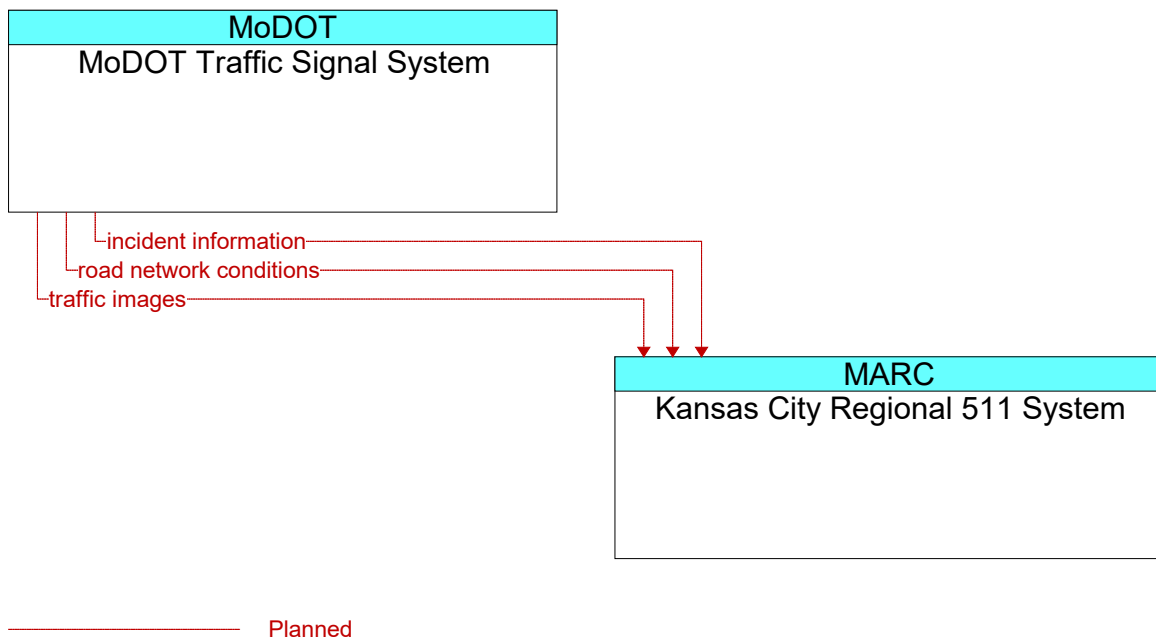 MoDOT
MoDOT Traffic Signal System
incident information
road network conditions
traffic images
MARC
Kansas City Regional 511 System
Planned